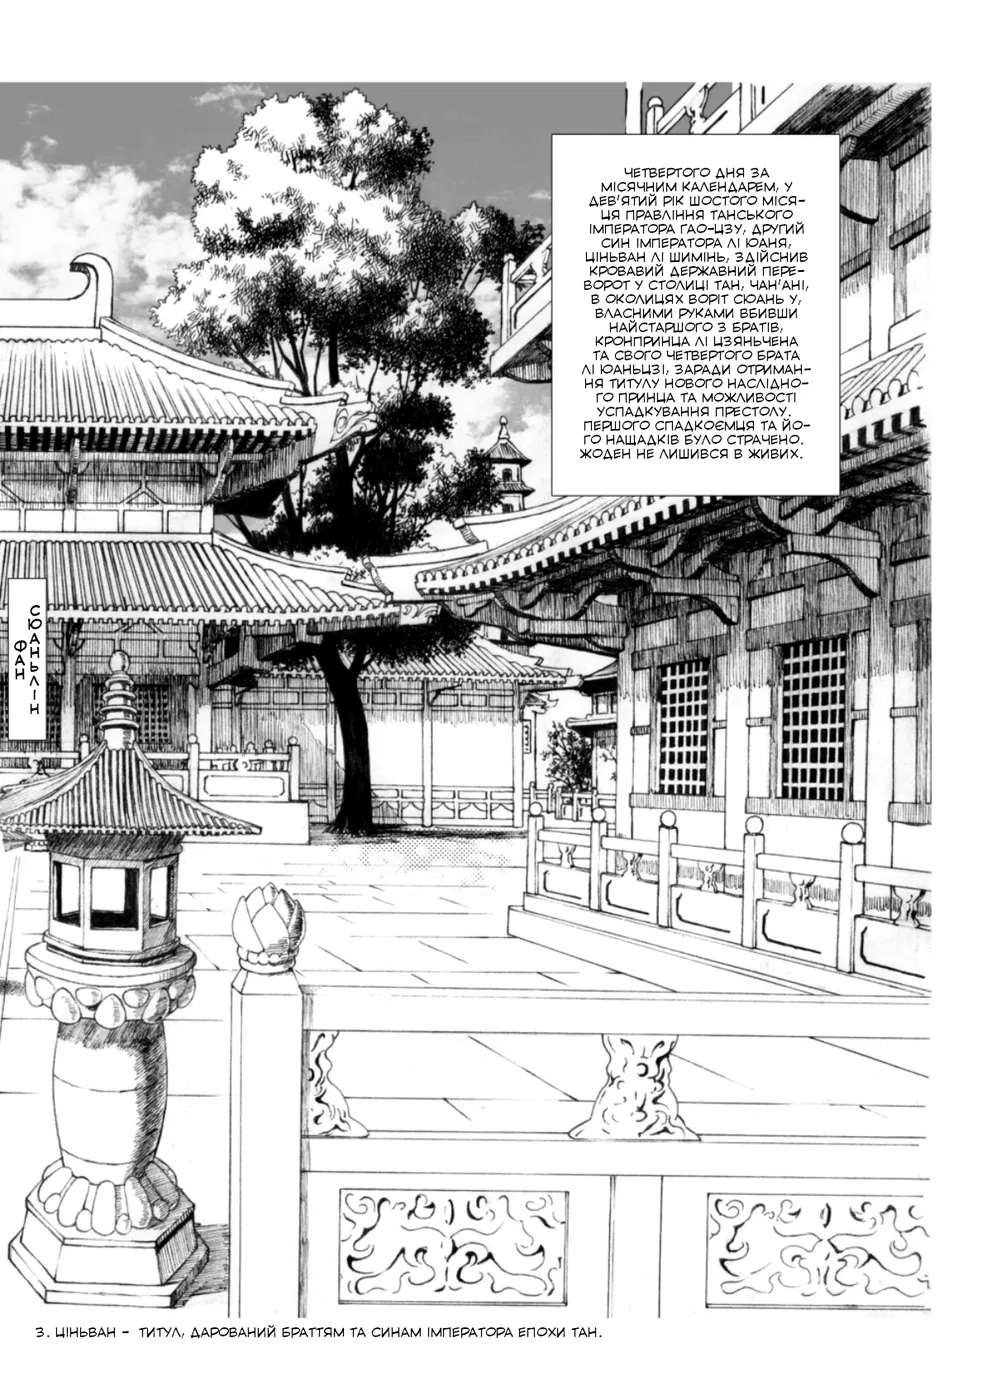 ЧЕТВЕРТОГО ДНЯ ЗА
МІСЯЧНИМ КАЛЕНДАРЕМ, У
ДЕВ'ЯТИЙ РІК ШОСТОГО МІСЯ-
ЦЯ ПРАВЛІННЯ ТАНСЬКОГО
ІМПЕРАТОРА ГАО-ЦЗУ, ДРУГИЙ
СИН ІМПЕРАТОРА ЛІ ЮАНЯ,
ЦІНЬВАН ЛІ ШИМІНЬ, ЗДІЙСНИВ
КРОВАВИЙ ДЕРЖАВНИЙ ПЕРЕ-
ВОРОТ У СТОЛИЦІ ТАН, ЧАН'АНІ,
В ОКОЛИЦЯХ ВОРІТ СЮАНЬ У,
ВЛАСНИМИ РУКАМИ ВБИВШИ
НАЙСТАРШОГО З БРАТІВ,
КРОНПРИНЦА ЛІ ЦЗЯНЬЧЕНА
ТА СВОГО ЧЕТВЕРТОГО БРАТА
ЛІ ЮАНЬЦЗІ, ЗАРАДИ ОТРИМАН-
НЯ ТИТУЛУ НОВОГО НАСЛІДНО-
ГО ПРИНЦА ТА МОЖЛИВОСТІ
УСПАДКУВАННЯ ПРЕСТОЛУ.
ПЕРШОГО СПАДКОЄМЦЯ ТА ЙО-
ГО НАЩАДКІВ БУЛО СТРАЧЕНО.
ЖОДЕН НЕ ЛИШИВСЯ В ЖИВИХ.
СЮАНЬЛІН
ФАН
3. ЦІНЬВАН - ТИТУЛ, ДАРОВАНИЙ БРАТТЯМ ТА СИНАМ ІМПЕРАТОРА ЕПОХИ ТАН.